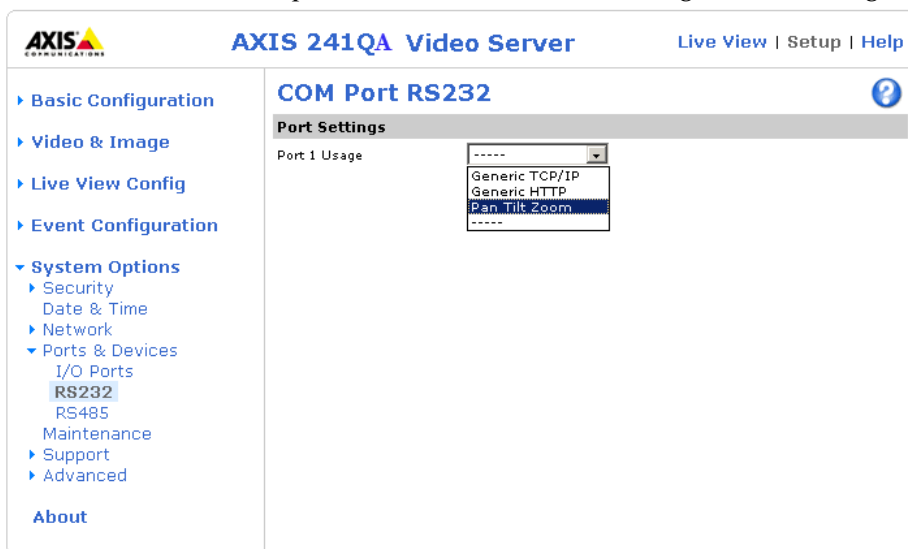 AXIS
COMMUNICATIONS
AXIS 241QA Video Server
Live View | Setup | Help
Basic Configuration
Video & Image
Live View Config
Event Configuration
System Options
Security
Date & Time
Network
Ports & Devices
I/O Ports
RS232
RS485
Maintenance
Support
Advanced
About
COM Port RS232
?
Port Settings
Port 1 Usage
-----
Generic TCP/IP
Generic HTTP
Pan Tilt Zoom
-----